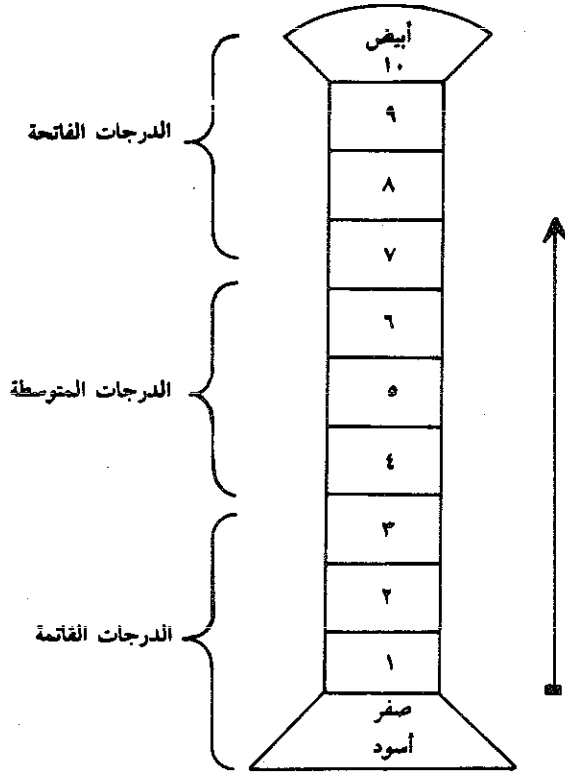 أبيض
١٠
٩
الدرجات الفاتحة
٨
٧
٦
٥
الدرجات المتوسطة
٤
٣
٢
الدرجات القاتمة
١
صفر
أسود